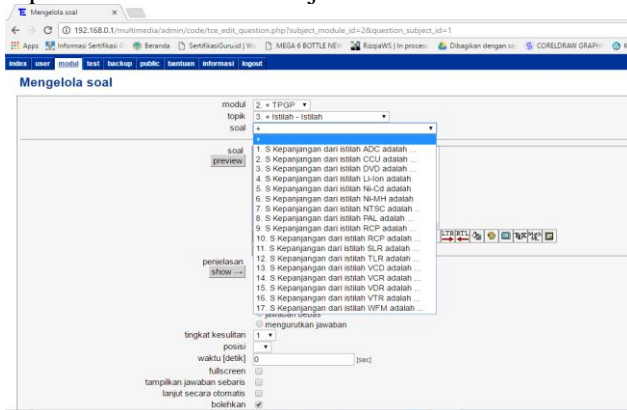 Mengelola soal
192.168.0.1/multimedia/admin/code/tce_edit_question.php?subject_module_id=2&question_subject_id=1
Apps Informasi Sertifikas Beranda SertifikasiGuru.id | W MEGA 6 BOTTLE NEW RizqiaWS | In process Dibagikan dengan sa CORELDRAW GRAPHI
index user modul test backup public bantuan informasi logout
Mengelola soal
modul 2. + TPGP
topik 3. + Istilah - Istilah
soal +
+
soal 1. S Kepanjangan dari istilah ADC adalah ...
preview 2. S Kepanjangan dari istilah CCU adalah ...
3. S Kepanjangan dari istilah DVD adalah ...
4. S Kepanjangan dari istilah Li-Ion adalah
5. S Kepanjangan dari istilah Ni-Cd adalah
6. S Kepanjangan dari istilah Ni-MH adalah
7. S Kepanjangan dari istilah NTSC adalah ...
8. S Kepanjangan dari istilah PAL adalah ...
9. S Kepanjangan dari istilah RCP adalah ...
10. S Kepanjangan dari istilah RCP adalah ...
LTR RTL TEX
11. S Kepanjangan dari istilah SLR adalah ...
penjelasan 12. S Kepanjangan dari istilah TLR adalah ...
show → 13. S Kepanjangan dari istilah VCD adalah ...
14. S Kepanjangan dari istilah VCR adalah ...
15. S Kepanjangan dari istilah VDR adalah ...
16. S Kepanjangan dari istilah VTR adalah ...
17. S Kepanjangan dari istilah WFM adalah ...
jawaban bebas
mengurutkan jawaban
tingkat kesulitan 1
posisi
waktu [detik] 0 [sec]
fullscreen
tampilkan jawaban sebaris
lanjut secara otomatis
bolehkan